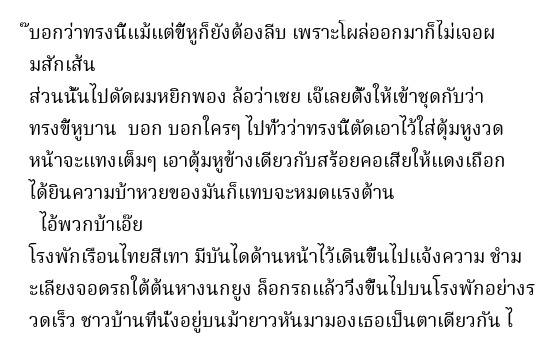 ๊บอกว่าทรงนี้แม้แต่ขี้หูก็ยังต้องลีบ เพราะโผล่ออกมาก็ไม่เจอผ
มสักเส้น
ส่วนนั้นไปดัดผมหยิกพอง ล้อว่าเชย เจ๊เลยตั้งให้เข้าชุดกับว่า
ทรงขี้หูบาน  บอก บอกใครๆ ไปทั่วว่าทรงนี้ตัดเอาไว้ใส่ตุ้มหูงวด
หน้าจะแทงเต็มๆ เอาตุ้มหูข้างเดียวกับสร้อยคอเสียให้แดงเถือก
ได้ยินความบ้าหวยของมันก็แทบจะหมดแรงต้าน
  ไอ้พวกบ้าเอ๊ย
โรงพักเรือนไทยสีเทา มีบันไดด้านหน้าไว้เดินขึ้นไปแจ้งความ ชำม
ะเลียงจอดรถใต้ต้นหางนกยูง ล็อกรถแล้ววิ่งขึ้นไปบนโรงพักอย่างร
วดเร็ว ชาวบ้านที่นั่งอยู่บนม้ายาวหันมามองเธอเป็นตาเดียวกัน ไ